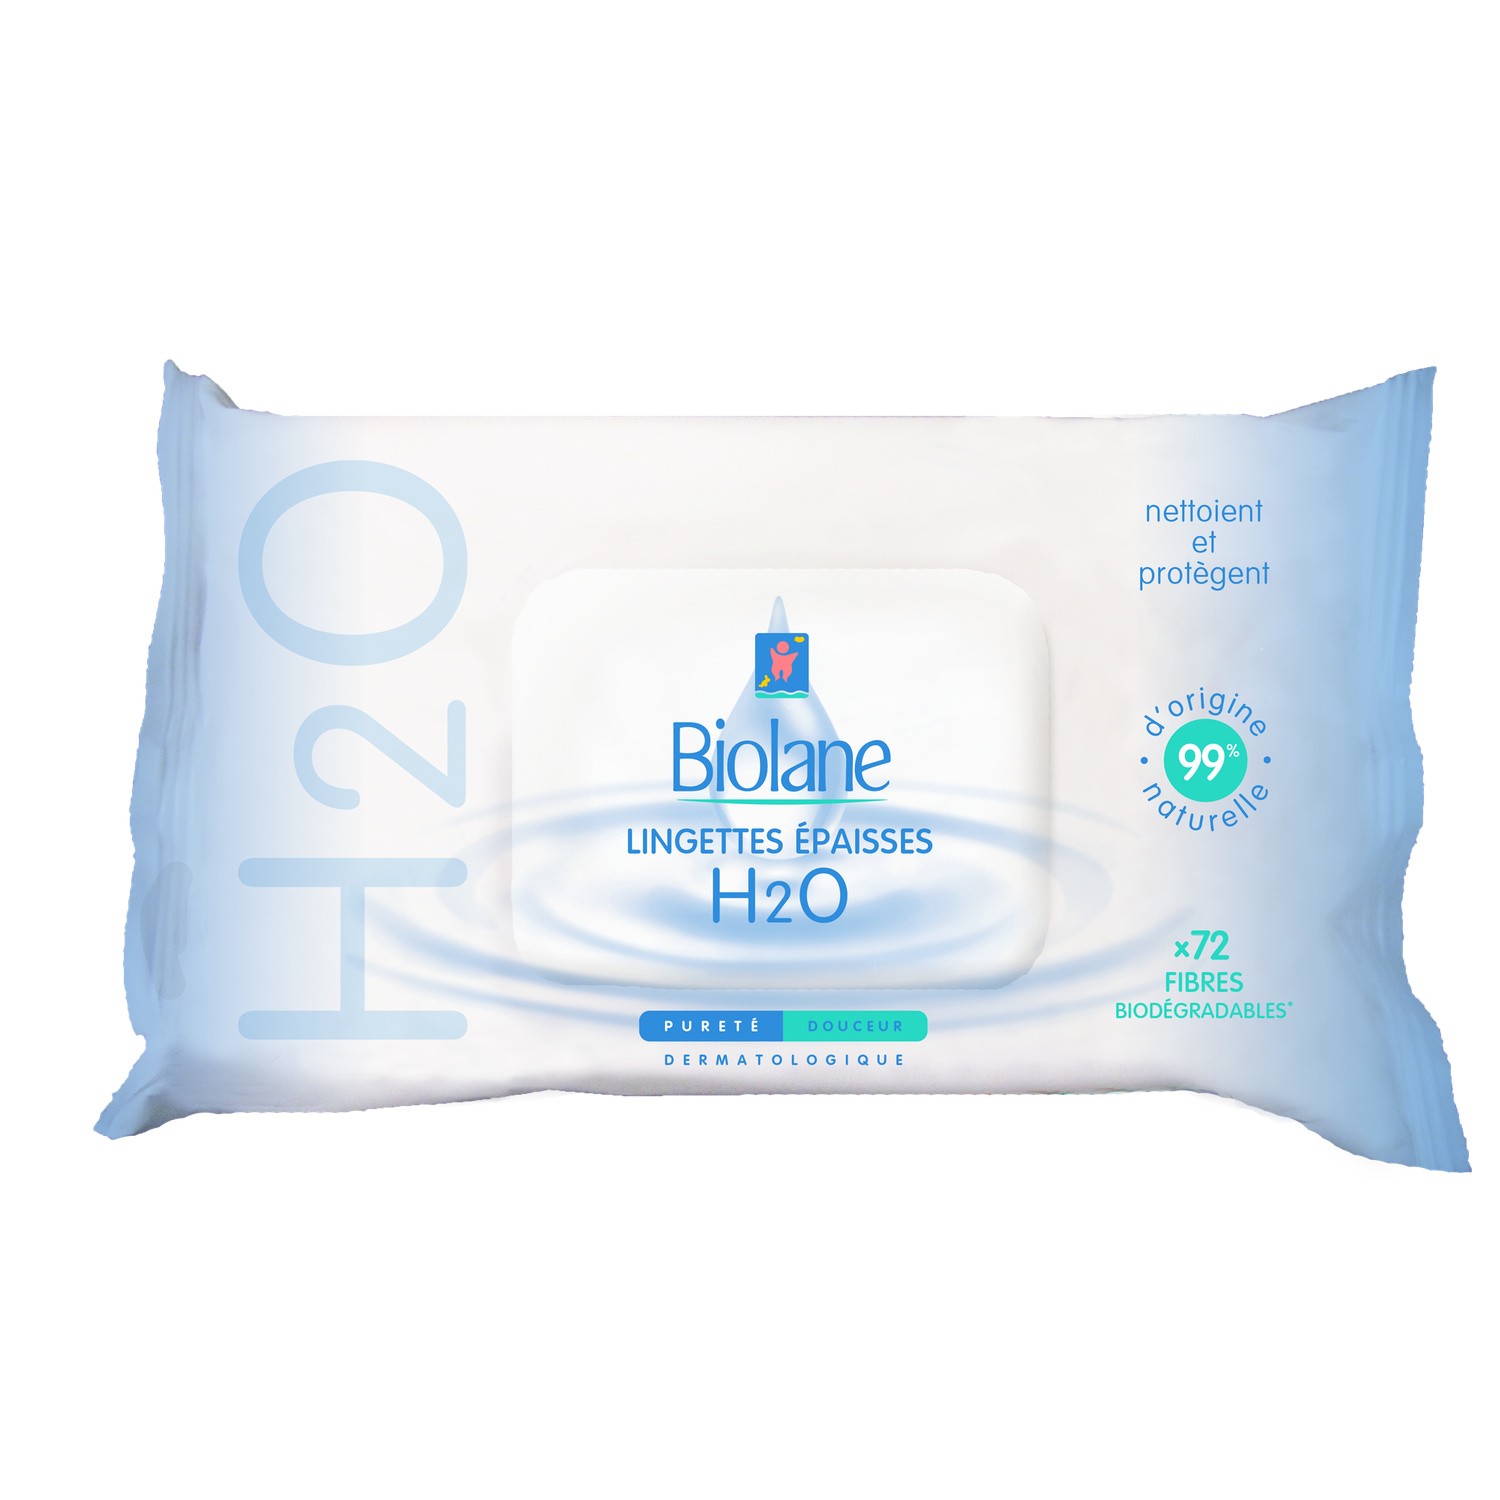 H2O
nettoient
et
protègent
Biolane
LINGETTES ÉPAISSES
H2O
d'origine
99%
naturelle
x72
FIBRES
BIODÉGRADABLES*
PURETÉ DOUCEUR
DERMATOLOGIQUE